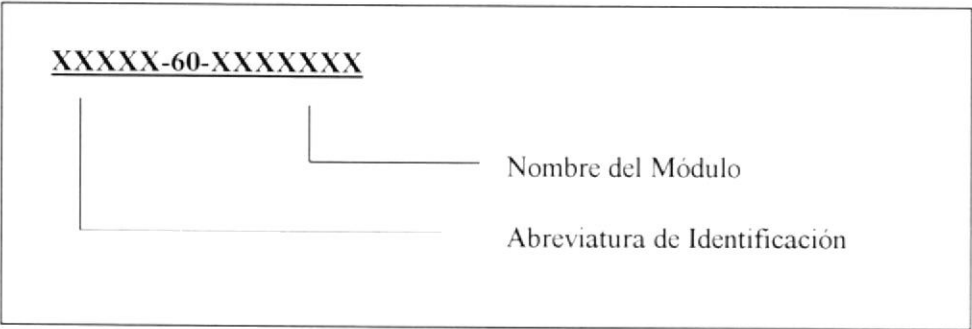 XXXXX-60-XXXXXXX
Nombre del Módulo
Abreviatura de Identificación